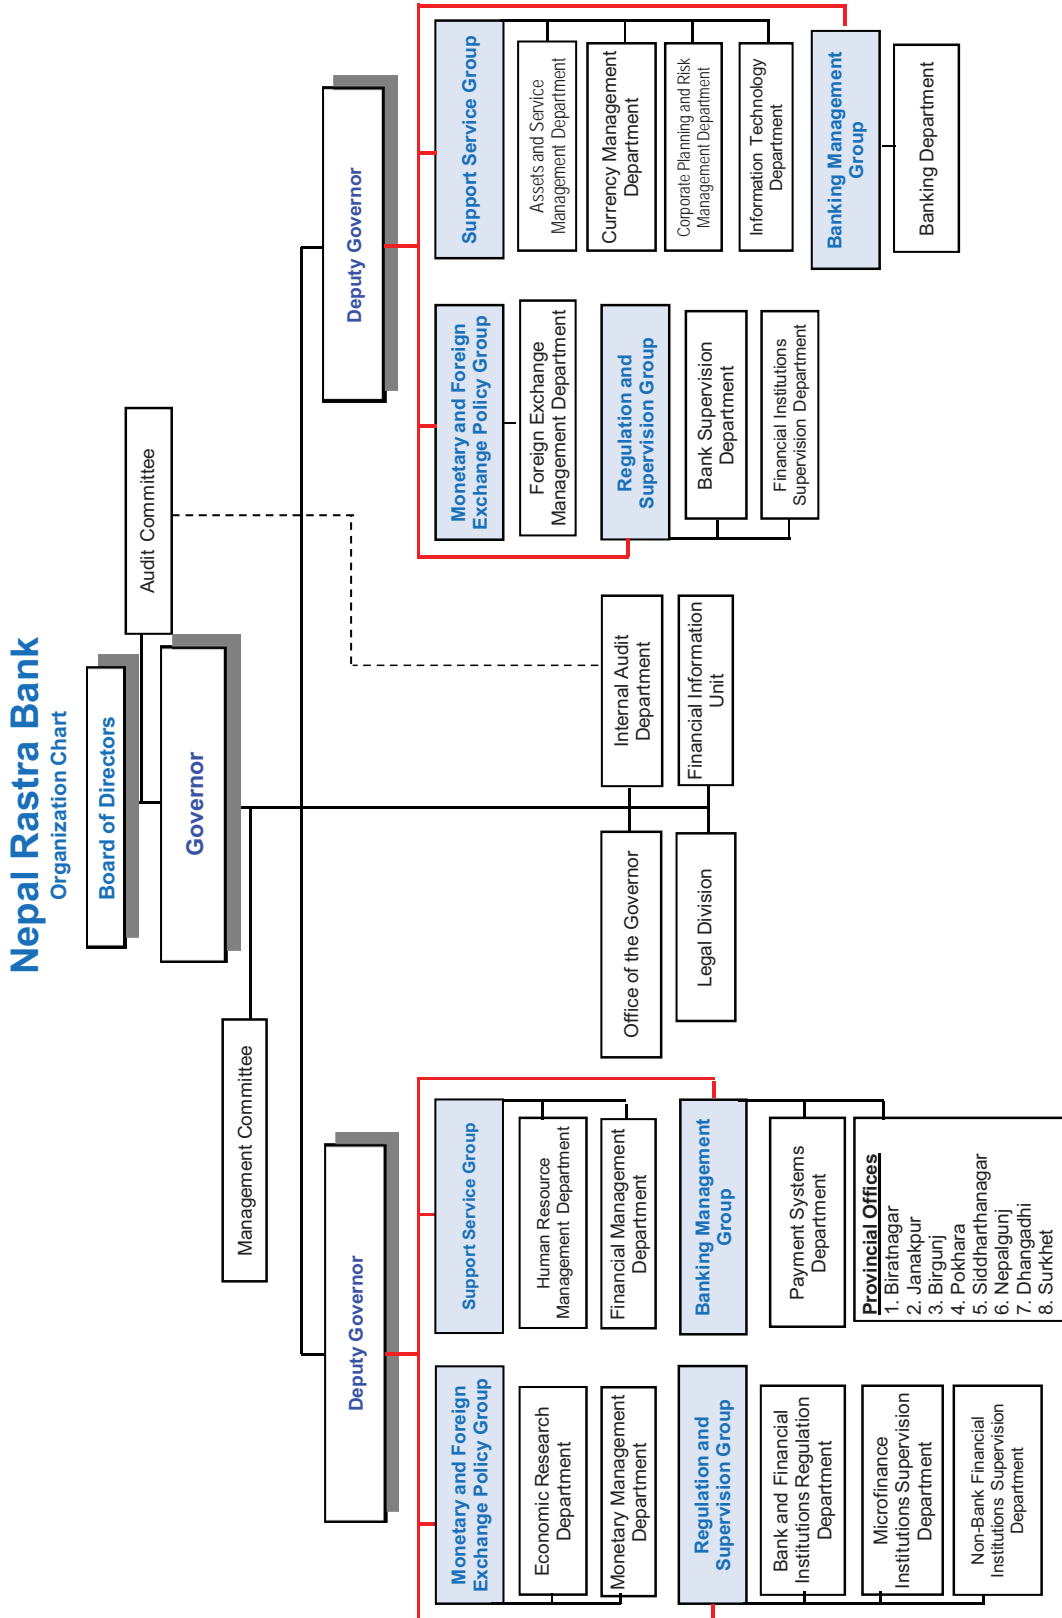 Nepal Rastra Bank
Organization Chart
Board of Directors
Audit Committee
Governor
Management Committee
Deputy Governor
Deputy Governor
Monetary and Foreign
Exchange Policy Group
Economic Research
Department
Monetary Management
Department
Support Service Group
Human Resource
Management Department
Financial Management
Department
Regulation and
Supervision Group
Bank and Financial
Institutions Regulation
Department
Microfinance
Institutions Supervision
Department
Non-Bank Financial
Institutions Supervision
Department
Banking Management
Group
Payment Systems
Department
Provincial Offices
1. Biratnagar
2. Janakpur
3. Birgunj
4. Pokhara
5. Siddharthanagar
6. Nepalgunj
7. Dhangadhi
8. Surkhet
Office of the Governor
Internal Audit
Department
Legal Division
Financial Information
Unit
Monetary and Foreign
Exchange Policy Group
Foreign Exchange
Management Department
Regulation and
Supervision Group
Bank Supervision
Department
Financial Institutions
Supervision Department
Support Service Group
Assets and Service
Management Department
Currency Management
Department
Corporate Planning and Risk
Management Department
Information Technology
Department
Banking Management
Group
Banking Department